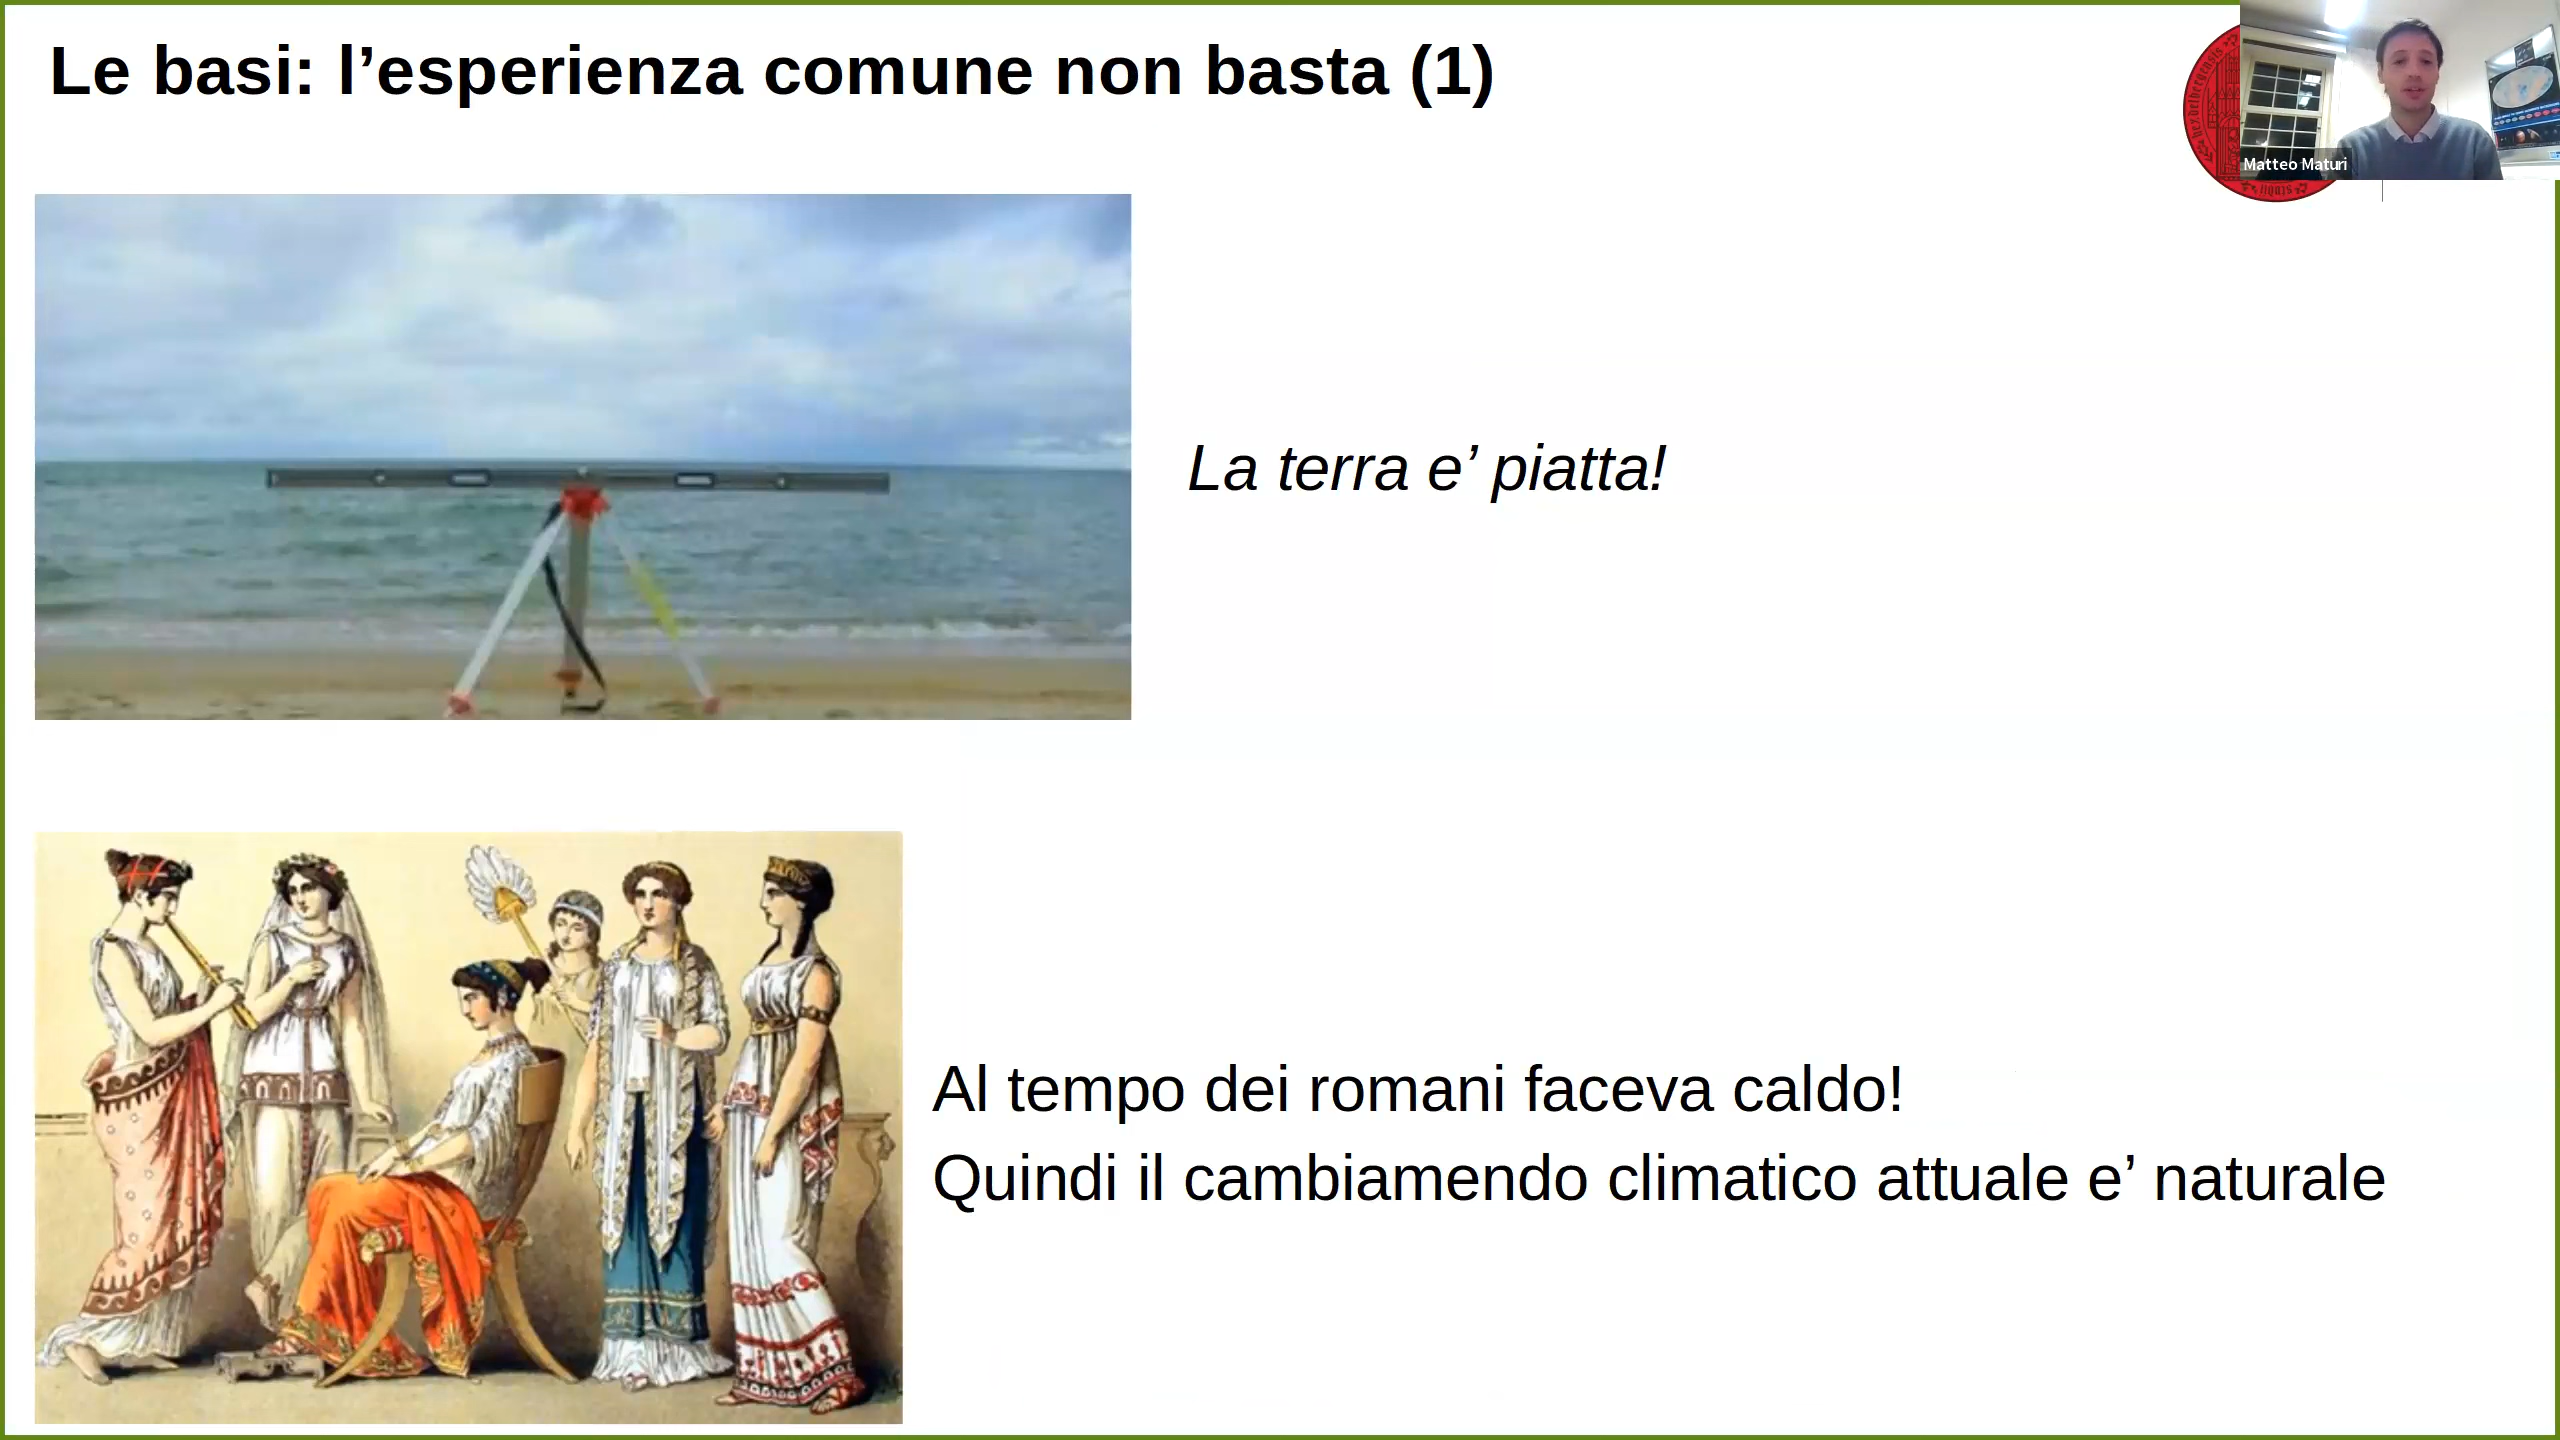 Le basi: l’esperienza comune non basta (1)
Matteo Maturi
La terra e’ piatta!
Al tempo dei romani faceva caldo!
Quindi il cambiamendo climatico attuale e’ naturale